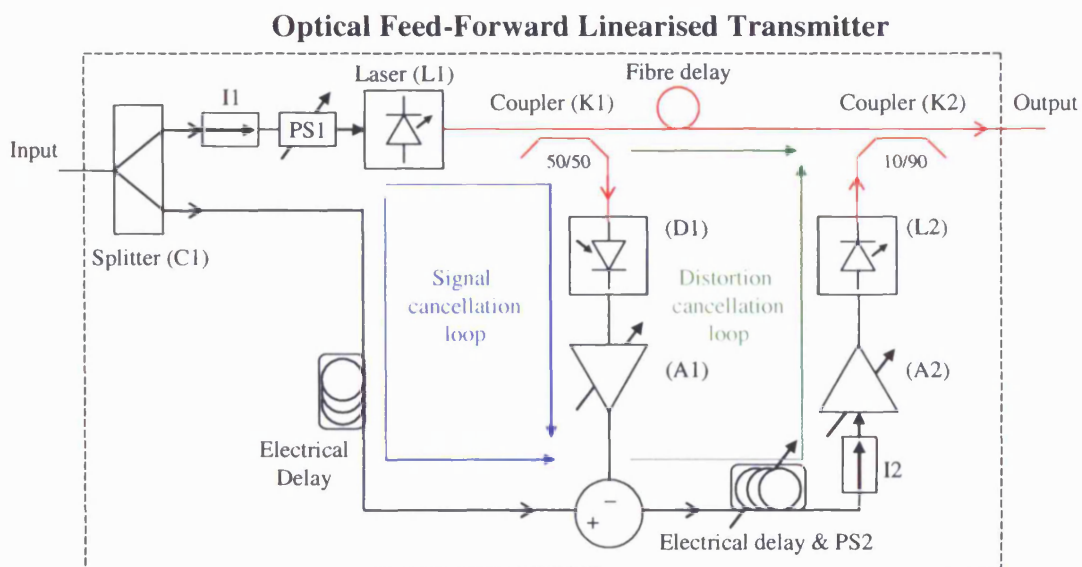 Optical Feed-Forward Linearised Transmitter
Laser (L1)
Fibre delay
I1
Coupler (K1)
Coupler (K2)
Output
PS1
Input
50/50
10/90
(D1)
(L2)
Splitter (C1)
Signal
cancellation
loop
Distortion
cancellation
loop
(A1)
(A2)
Electrical
Delay
I2
−
+
Electrical delay & PS2